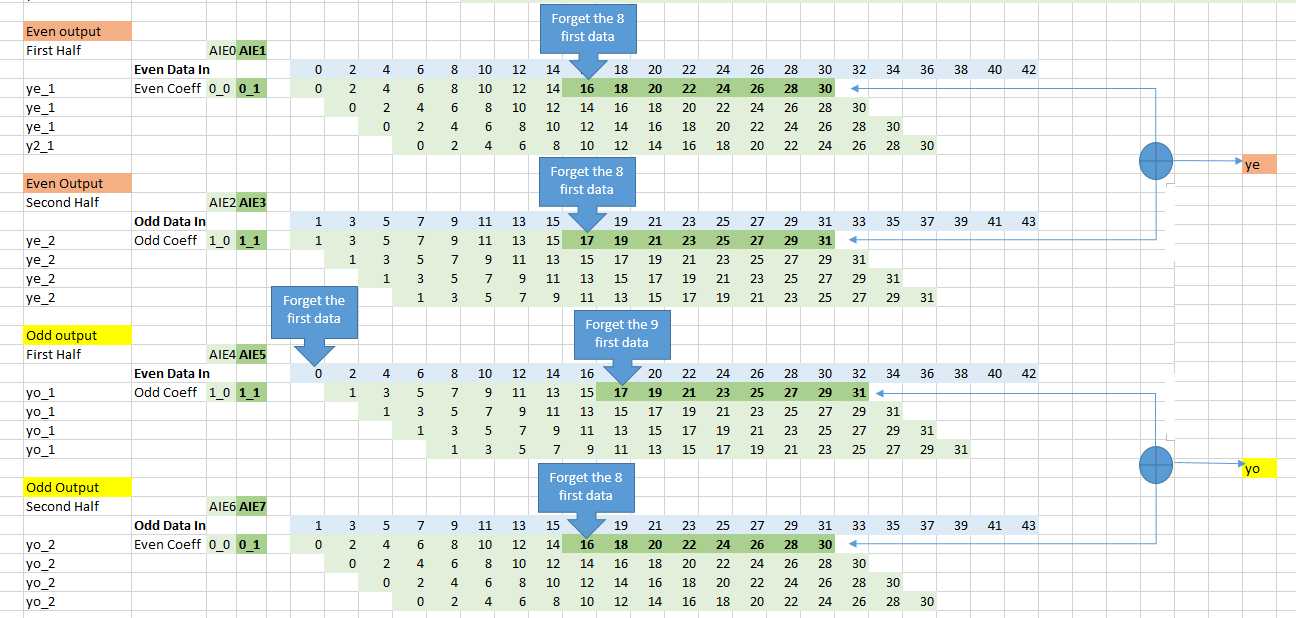 Forget the 8
first data
Even output
First Half AIE0 AIE1
Even Data In 0 2 4 6 8 10 12 14 18 20 22 24 26 28 30 32 34 36 38 40 42
ye_1 Even Coeff 0_0 0_1 0 2 4 6 8 10 12 14 16 18 20 22 24 26 28 30
ye_1 0 2 4 6 8 10 12 14 16 18 20 22 24 26 28 30
ye_1 0 2 4 6 8 10 12 14 16 18 20 22 24 26 28 30
y2_1 0 2 4 6 8 10 12 14 16 18 20 22 24 26 28 30
ye
Forget the 8
first data
Even Output
Second Half AIE2 AIE3
Odd Data In 1 3 5 7 9 11 13 15 19 21 23 25 27 29 31 33 35 37 39 41 43
ye_2 Odd Coeff 1_0 1_1 1 3 5 7 9 11 13 15 17 19 21 23 25 27 29 31
ye_2 1 3 5 7 9 11 13 15 17 19 21 23 25 27 29 31
ye_2 1 3 5 7 9 11 13 15 17 19 21 23 25 27 29 31
ye_2 1 3 5 7 9 11 13 15 17 19 21 23 25 27 29 31
Forget the
first data
Forget the 9
first data
Odd output
First Half AIE4 AIE5
Even Data In 0 2 4 6 8 10 12 14 16 20 22 24 26 28 30 32 34 36 38 40 42
yo_1 Odd Coeff 1_0 1_1 1 3 5 7 9 11 13 15 17 19 21 23 25 27 29 31
yo_1 1 3 5 7 9 11 13 15 17 19 21 23 25 27 29 31
yo_1 1 3 5 7 9 11 13 15 17 19 21 23 25 27 29 31
yo_1 1 3 5 7 9 11 13 15 17 19 21 23 25 27 29 31
yo
Forget the 8
first data
Odd Output
Second Half AIE6 AIE7
Odd Data In 1 3 5 7 9 11 13 15 19 21 23 25 27 29 31 33 35 37 39 41 43
yo_2 Even Coeff 0_0 0_1 0 2 4 6 8 10 12 14 16 18 20 22 24 26 28 30
yo_2 0 2 4 6 8 10 12 14 16 18 20 22 24 26 28 30
yo_2 0 2 4 6 8 10 12 14 16 18 20 22 24 26 28 30
yo_2 0 2 4 6 8 10 12 14 16 18 20 22 24 26 28 30